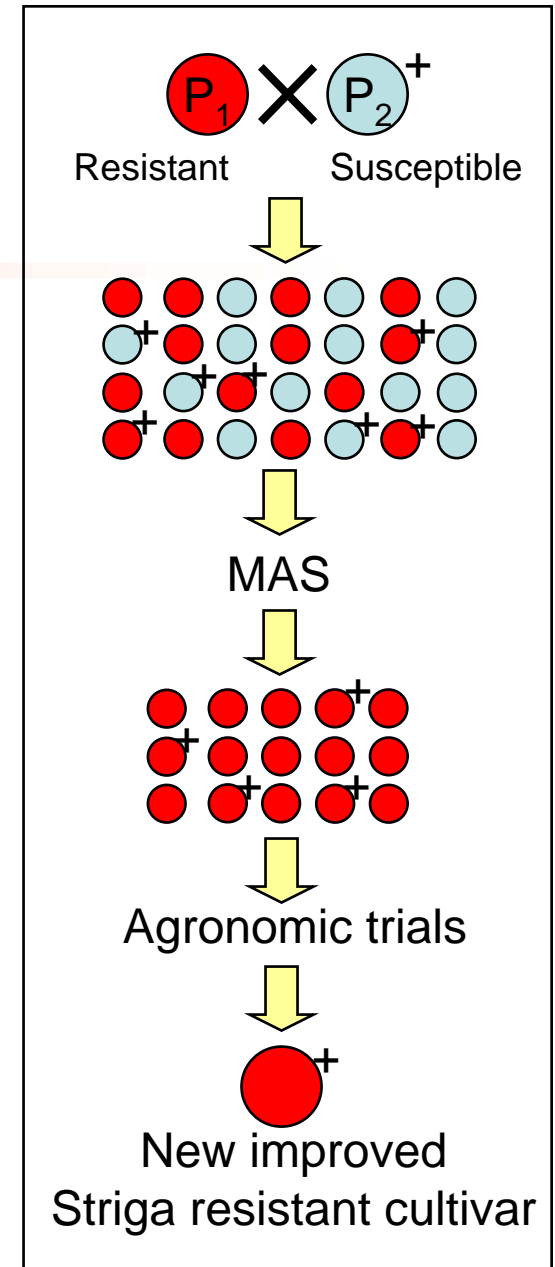 P₁ × P₂⁺
Resistant Susceptible
+ +
+ +
+ + +
MAS
+
+
+ +
Agronomic trials
+
New improved
Striga resistant cultivar